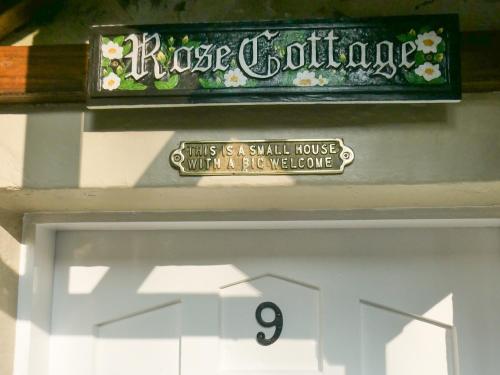 Rose Cottage
THIS IS A SMALL HOUSE
WITH A BIG WELCOME
9